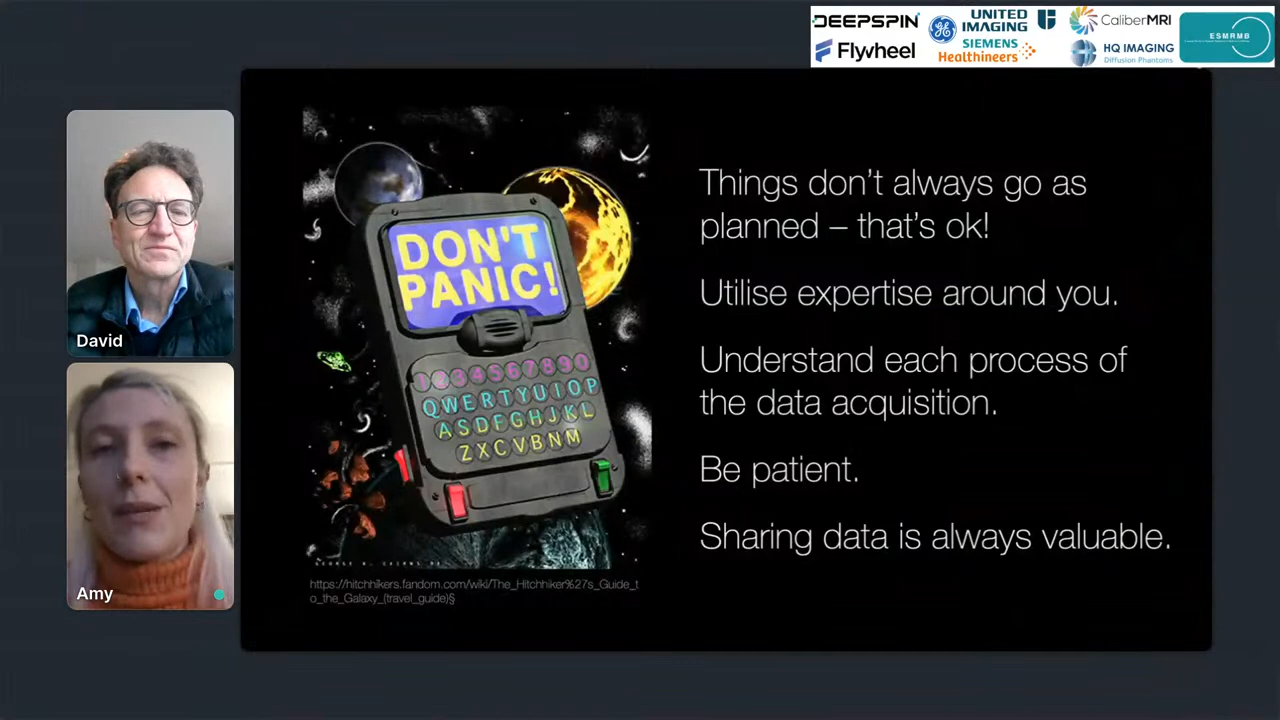 DEEPSPIN
UNITED
IMAGING
CaliberMRI
Flywheel
SIEMENS
Healthineers
HQ IMAGING
Diffusion Phantoms
ESMRMB
David
Amy
DON'T
PANIC!
1234567890
QWERTYUIOP
ASDFGHJKL
ZXCVBNM
https://hitchhikers.fandom.com/wiki/The_Hitchhiker%27s_Guide_t
o_the_Galaxy_(travel_guide)§
Things don't always go as
planned – that's ok!
Utilise expertise around you.
Understand each process of
the data acquisition.
Be patient.
Sharing data is always valuable.